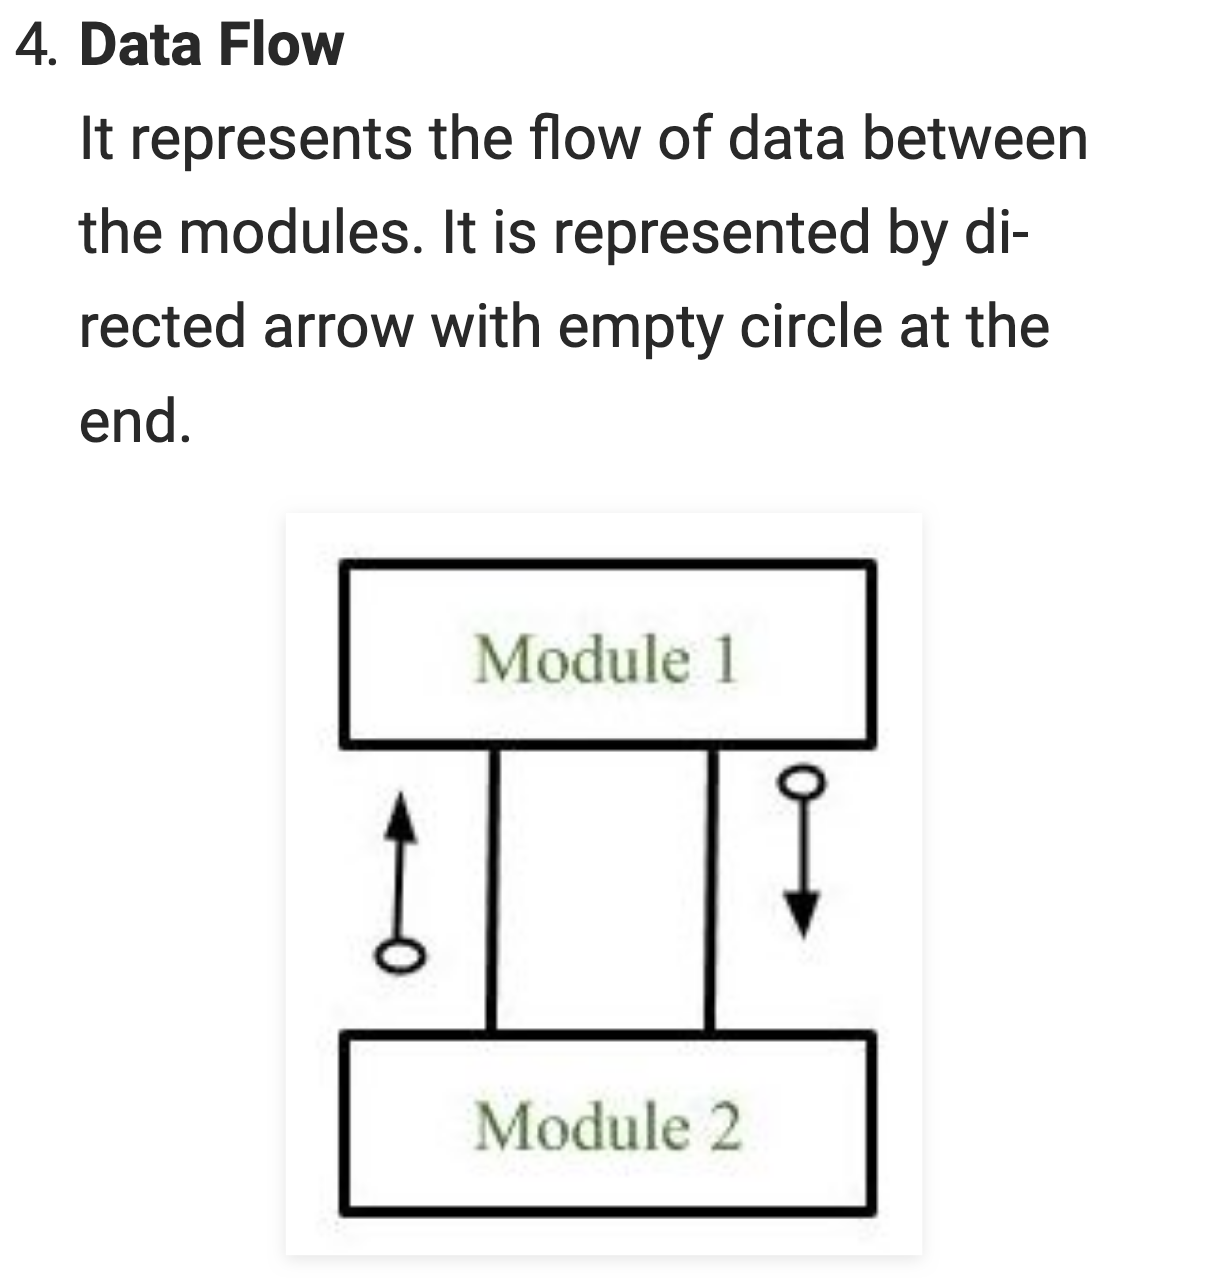 4. Data Flow
It represents the flow of data between
the modules. It is represented by di-
rected arrow with empty circle at the
end.
Module 1
Module 2